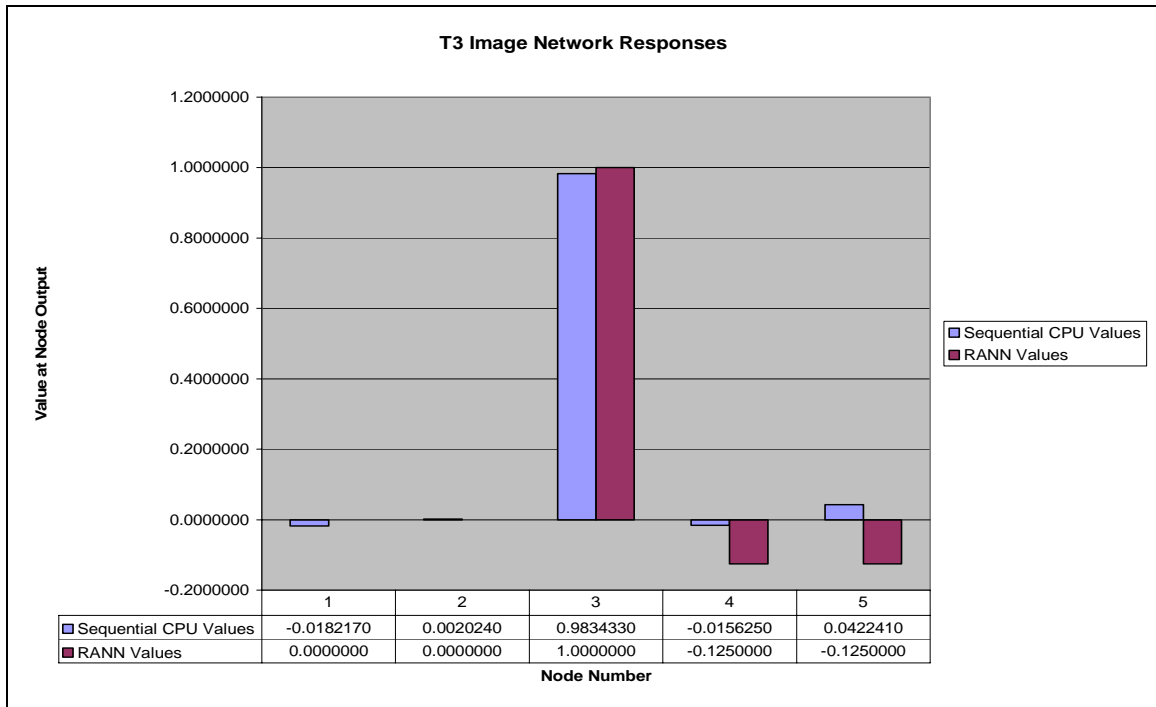 T3 Image Network Responses
1.2000000
1.0000000
0.8000000
0.6000000
0.4000000
0.2000000
0.0000000
-0.2000000
Value at Node Output
Sequential CPU Values
RANN Values
1 2 3 4 5
Sequential CPU Values -0.0182170 0.0020240 0.9834330 -0.0156250 0.0422410
RANN Values 0.0000000 0.0000000 1.0000000 -0.1250000 -0.1250000
Node Number